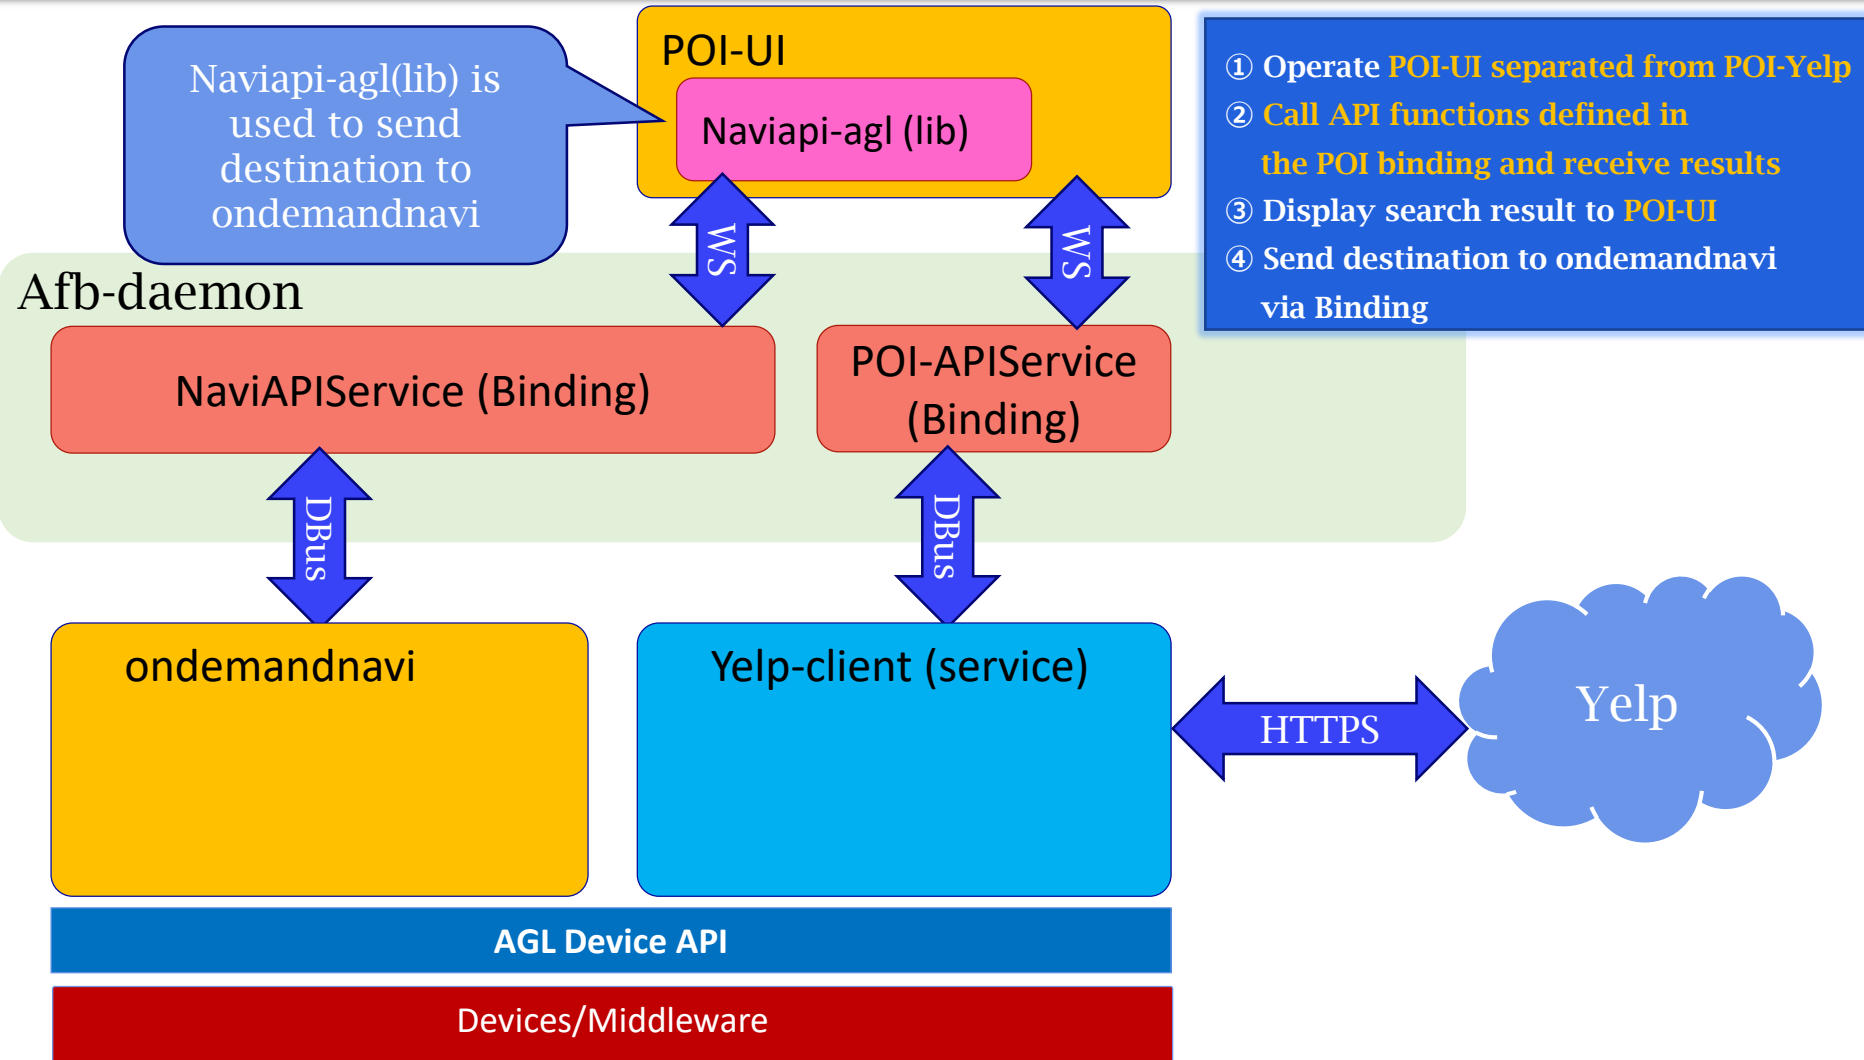 POI-UI
Naviapi-agl (lib)
Naviapi-agl(lib) is
used to send
destination to
ondemandnavi
① Operate POI-UI separated from POI-Yelp
② Call API functions defined in
the POI binding and receive results
③ Display search result to POI-UI
④ Send destination to ondemandnavi
via Binding
WS
WS
Afb-daemon
NaviAPIService (Binding)
POI-APIService
(Binding)
DBus
DBus
ondemandnavi
Yelp-client (service)
HTTPS
Yelp
AGL Device API
Devices/Middleware